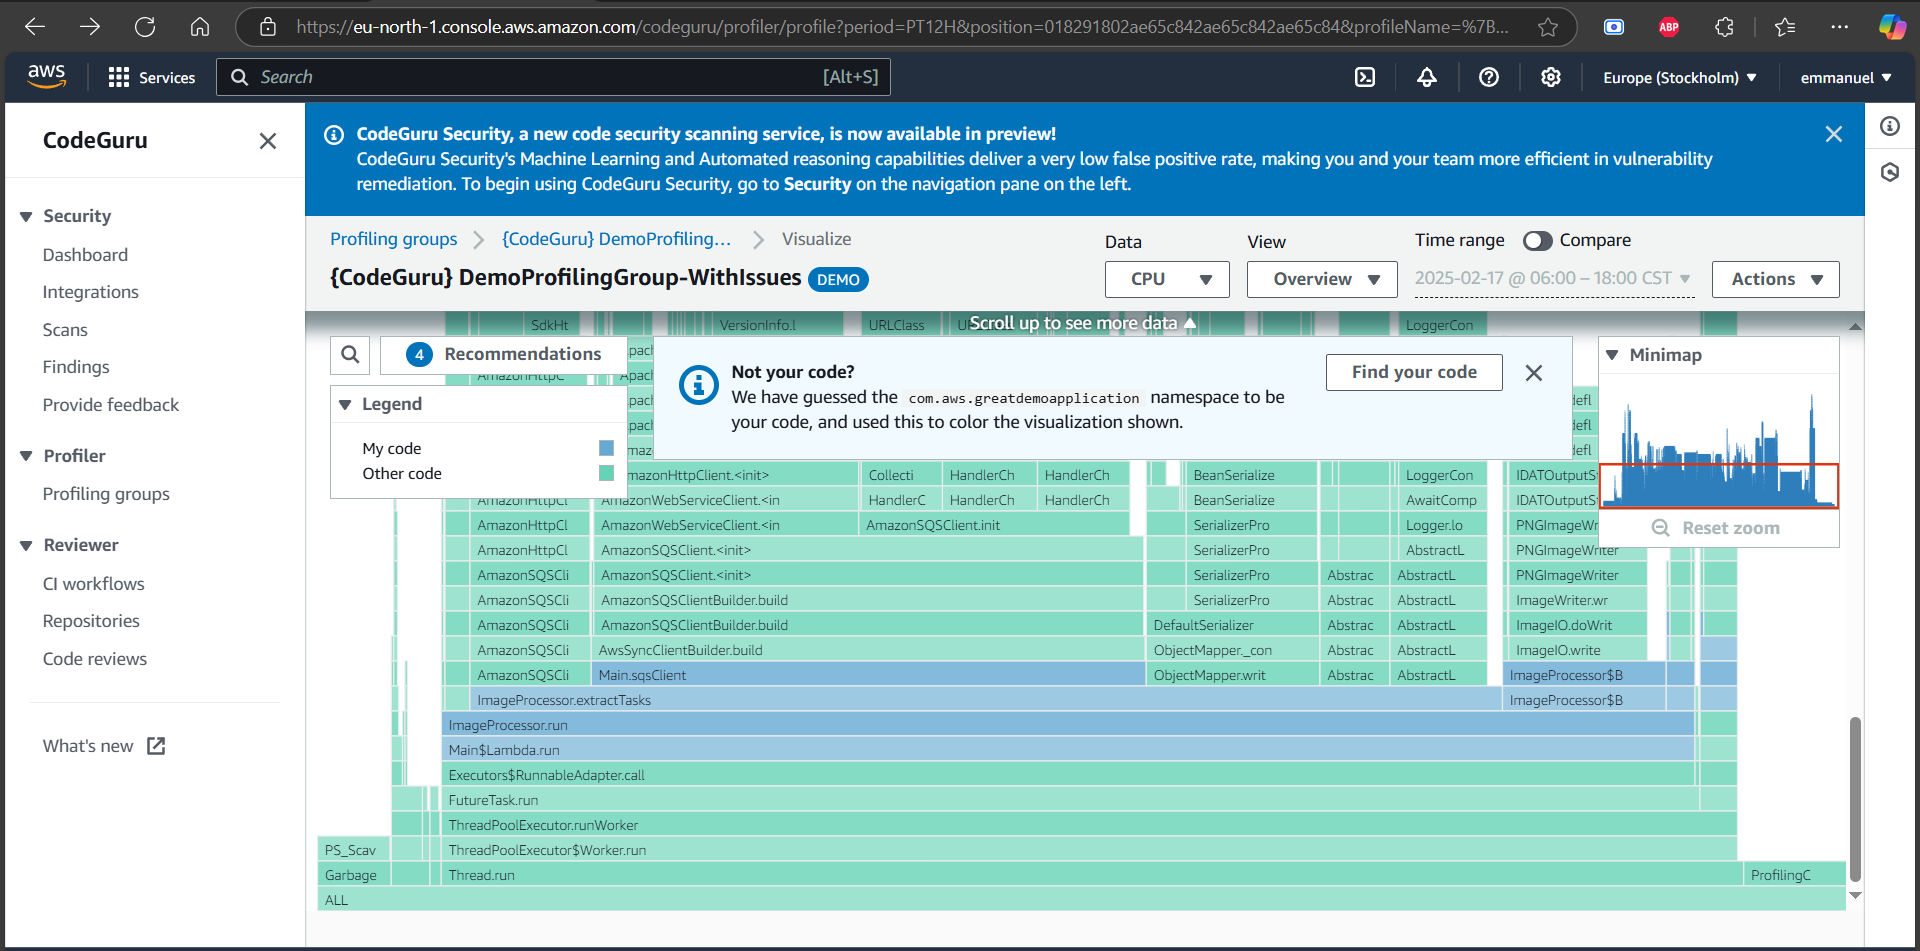 https://eu-north-1.console.aws.amazon.com/codeguru/profiler/profile?period=PT12H&position=018291802ae65c842ae65c842ae65c84&profileName=%7B...
ABP
aws
Services
Search
[Alt+S]
Europe (Stockholm)
emmanuel
CodeGuru
Security
Dashboard
Integrations
Scans
Findings
Provide feedback
Profiler
Profiling groups
Reviewer
CI workflows
Repositories
Code reviews
What's new
CodeGuru Security, a new code security scanning service, is now available in preview!
CodeGuru Security's Machine Learning and Automated reasoning capabilities deliver a very low false positive rate, making you and your team more efficient in vulnerability
remediation. To begin using CodeGuru Security, go to Security on the navigation pane on the left.
Profiling groups
{CodeGuru} DemoProfiling...
Visualize
{CodeGuru} DemoProfilingGroup-WithIssues
DEMO
Data
CPU
View
Overview
Time range
Compare
2025-02-17 @ 06:00 – 18:00 CST
Actions
SdkHt
VersionInfo.l
URLClass
Scroll up to see more data
LoggerCon
4
Recommendations
Legend
My code
Other code
Not your code?
We have guessed the com.aws.greatdemoapplication namespace to be
your code, and used this to color the visualization shown.
Find your code
Minimap
Reset zoom
AmazonHttpC Apac
mazonHttpClient.<init> Collecti HandlerCh HandlerCh BeanSerialize LoggerCon IDATOutputS
AmazonHttpCl AmazonWebServiceClient.<in HandlerC HandlerCh HandlerCh BeanSerialize AwaitComp IDATOutputS
AmazonHttpCl AmazonWebServiceClient.<in AmazonSQSClient.init SerializerPro Logger.lo PNGImageWr
AmazonHttpCl AmazonSQSClient.<init> SerializerPro AbstractL PNGImageWriter
AmazonSQSCli AmazonSQSClient.<init> SerializerPro Abstrac AbstractL PNGImageWriter
AmazonSQSCli AmazonSQSClientBuilder.build SerializerPro Abstrac AbstractL ImageWriter.wr
AmazonSQSCli AmazonSQSClientBuilder.build DefaultSerializer Abstrac AbstractL ImageIO.doWrit
AmazonSQSCli AwsSyncClientBuilder.build ObjectMapper._con Abstrac AbstractL ImageIO.write
AmazonSQSCli Main.sqsClient ObjectMapper.writ Abstrac AbstractL ImageProcessor$B
ImageProcessor.extractTasks ImageProcessor$B
ImageProcessor.run
Main$Lambda.run
Executors$RunnableAdapter.call
FutureTask.run
ThreadPoolExecutor.runWorker
PS_Scav ThreadPoolExecutor$Worker.run
Garbage Thread.run ProfilingC
ALL